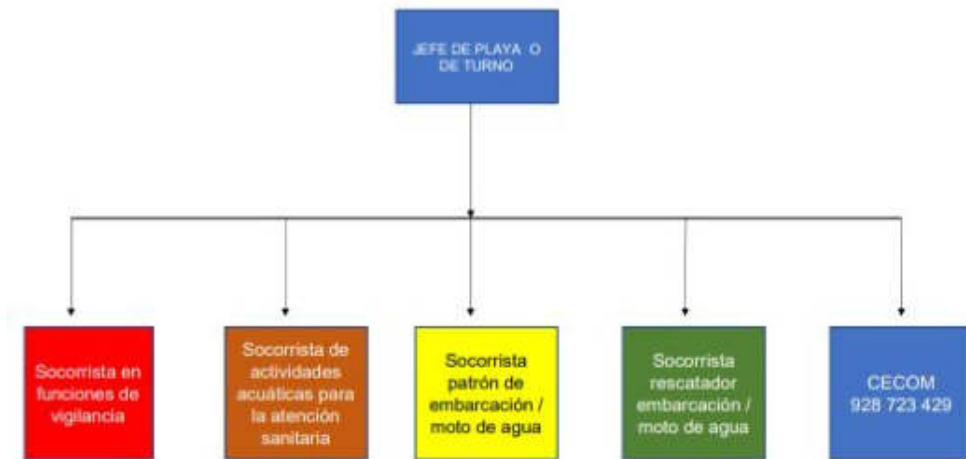 JEFE DE PLAYA O
DE TURNO
Socorrista en
funciones de
vigilancia
Socorrista de
actividades
acuáticas para
la atención
sanitaria
Socorrista
patrón de
embarcación /
moto de agua
Socorrista
rescatador
embarcación /
moto de agua
CECOM
928 723 429